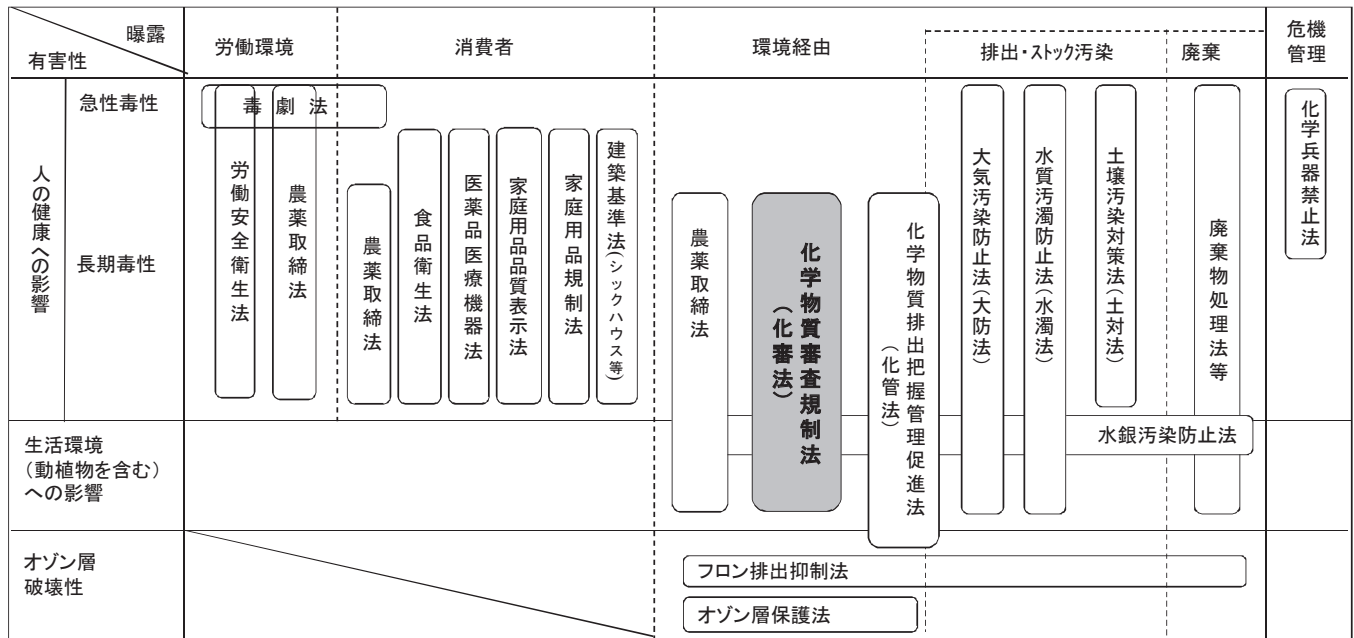 曝露
有害性
労働環境
消費者
環境経由
排出・ストック汚染
廃棄
危機
管理
人の健康への影響
急性毒性
長期毒性
毒劇法
労働安全衛生法
農薬取締法
農薬取締法
食品衛生法
医薬品医療機器法
家庭用品品質表示法
家庭用品規制法
建築基準法(シックハウス等)
農薬取締法
化学物質審査規制法
(化審法)
化学物質排出把握管理促進法
(化管法)
大気汚染防止法(大防法)
水質汚濁防止法(水濁法)
土壌汚染対策法(土対法)
廃棄物処理法等
化学兵器禁止法
生活環境
(動植物を含む)
への影響
水銀汚染防止法
オゾン層
破壊性
フロン排出抑制法
オゾン層保護法